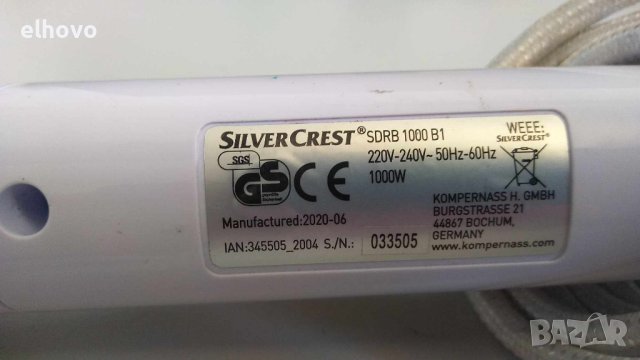 elhovo
SILVERCREST® SDRB 1000 B1
WEEE:
SILVERCREST®
220V-240V~ 50Hz-60Hz
1000W
SGS
GS
CE
KOMPERNASS H. GMBH
BURGSTRASSE 21
44867 BOCHUM,
GERMANY
www.kompernass.com
Manufactured:2020-06
IAN:345505_2004 S./N.: 033505
BAZAR